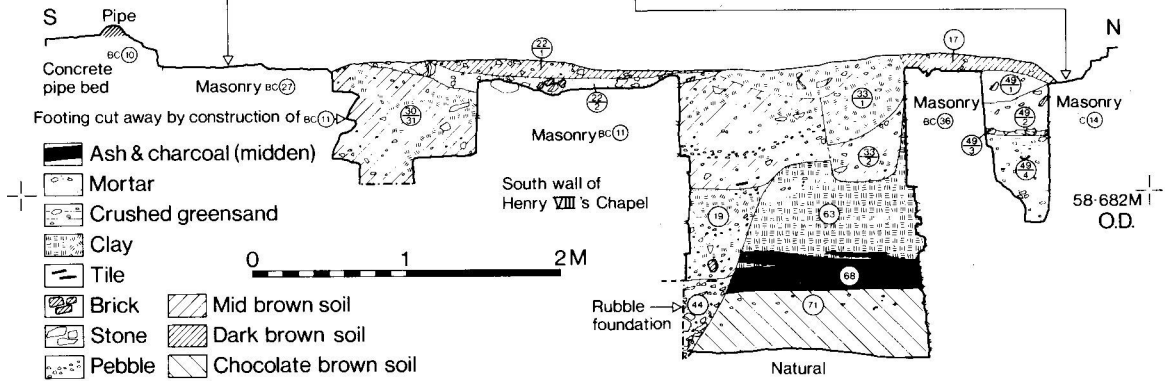 S
Pipe
N
BC 10
Concrete
pipe bed
Masonry BC 27
Footing cut away by construction of BC 11
30
31
22
1
22
2
Masonry BC 11
South wall of
Henry VIII's Chapel
33
1
33
2
17
Masonry
BC 36
49
1
49
2
49
3
49
4
Masonry
C 14
58·682M
O.D.
19
63
68
44
71
Rubble
foundation
Natural
Ash & charcoal (midden)
Mortar
Crushed greensand
Clay
Tile
Brick
Stone
Pebble
Mid brown soil
Dark brown soil
Chocolate brown soil
0 1 2 M